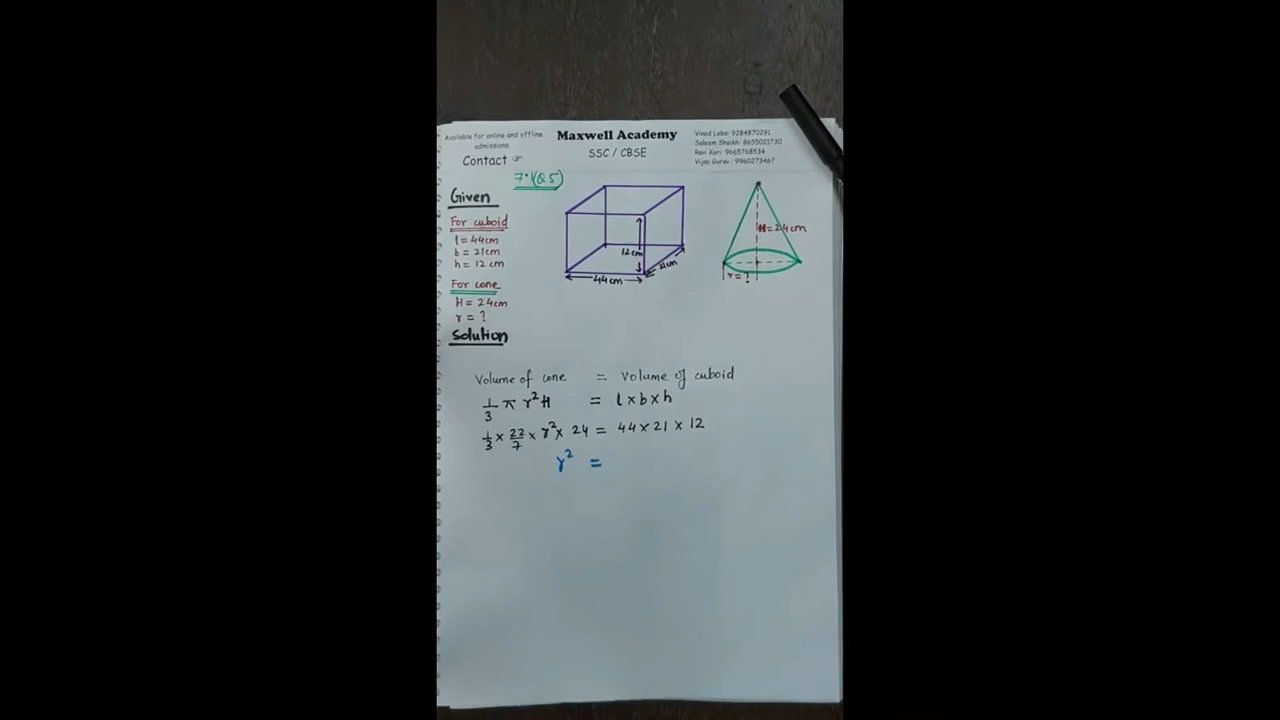 Available for online and offline
admissions
Contact ☞
Maxwell Academy
SSC / CBSE
Vinod Lobo: 9284870291
Saleem Shaikh: 8655021730
Ravi Kori: 9665768534
Vijay Gurav : 9960273467
7.1(Q5)
Given
For cuboid
l = 44cm
b = 21cm
h = 12 cm
For cone
H = 24cm
r = ?
12cm
21cm
44cm
H=24cm
r=?
Solution
Volume of cone = Volume of cuboid
1/3 π r² H = l × b × h
1/3 × 22/7 × r² × 24 = 44 × 21 × 12
r² =